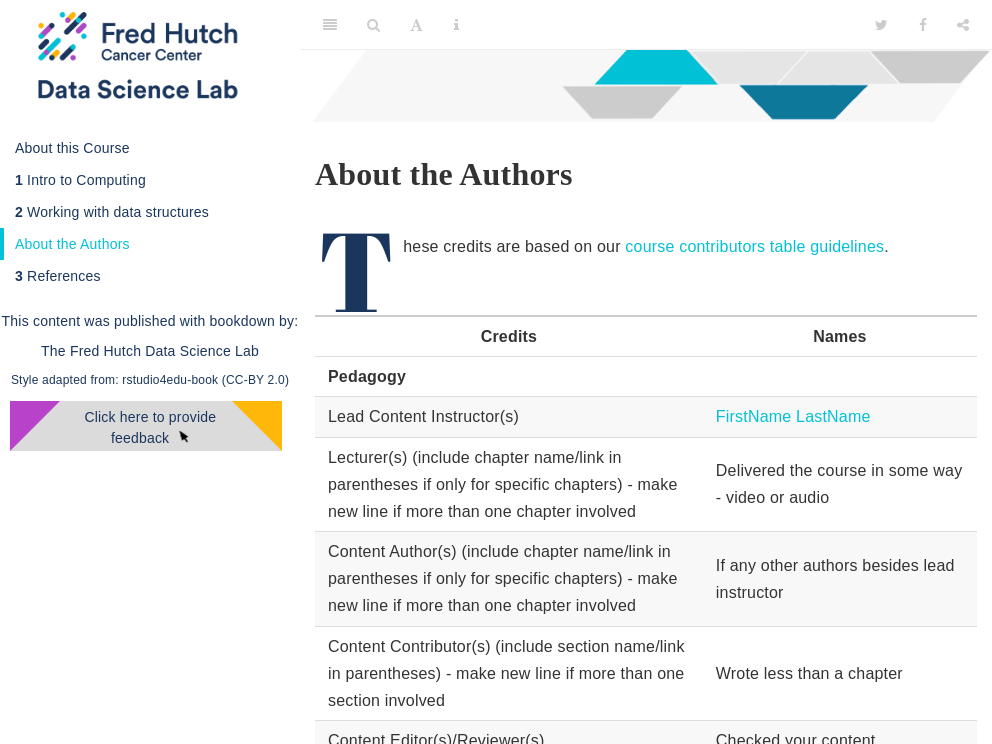 Fred Hutch
Cancer Center
Data Science Lab
About this Course
1 Intro to Computing
2 Working with data structures
About the Authors
3 References
This content was published with bookdown by:
The Fred Hutch Data Science Lab
Style adapted from: rstudio4edu-book (CC-BY 2.0)
Click here to provide
feedback
About the Authors
These credits are based on our course contributors table guidelines.
Credits Names
Pedagogy
Lead Content Instructor(s) FirstName LastName
Lecturer(s) (include chapter name/link in
parentheses if only for specific chapters) - make
new line if more than one chapter involved
Delivered the course in some way
- video or audio
Content Author(s) (include chapter name/link in
parentheses if only for specific chapters) - make
new line if more than one chapter involved
If any other authors besides lead
instructor
Content Contributor(s) (include section name/link
in parentheses) - make new line if more than one
section involved
Wrote less than a chapter
Content Editor(s)/Reviewer(s) Checked your content